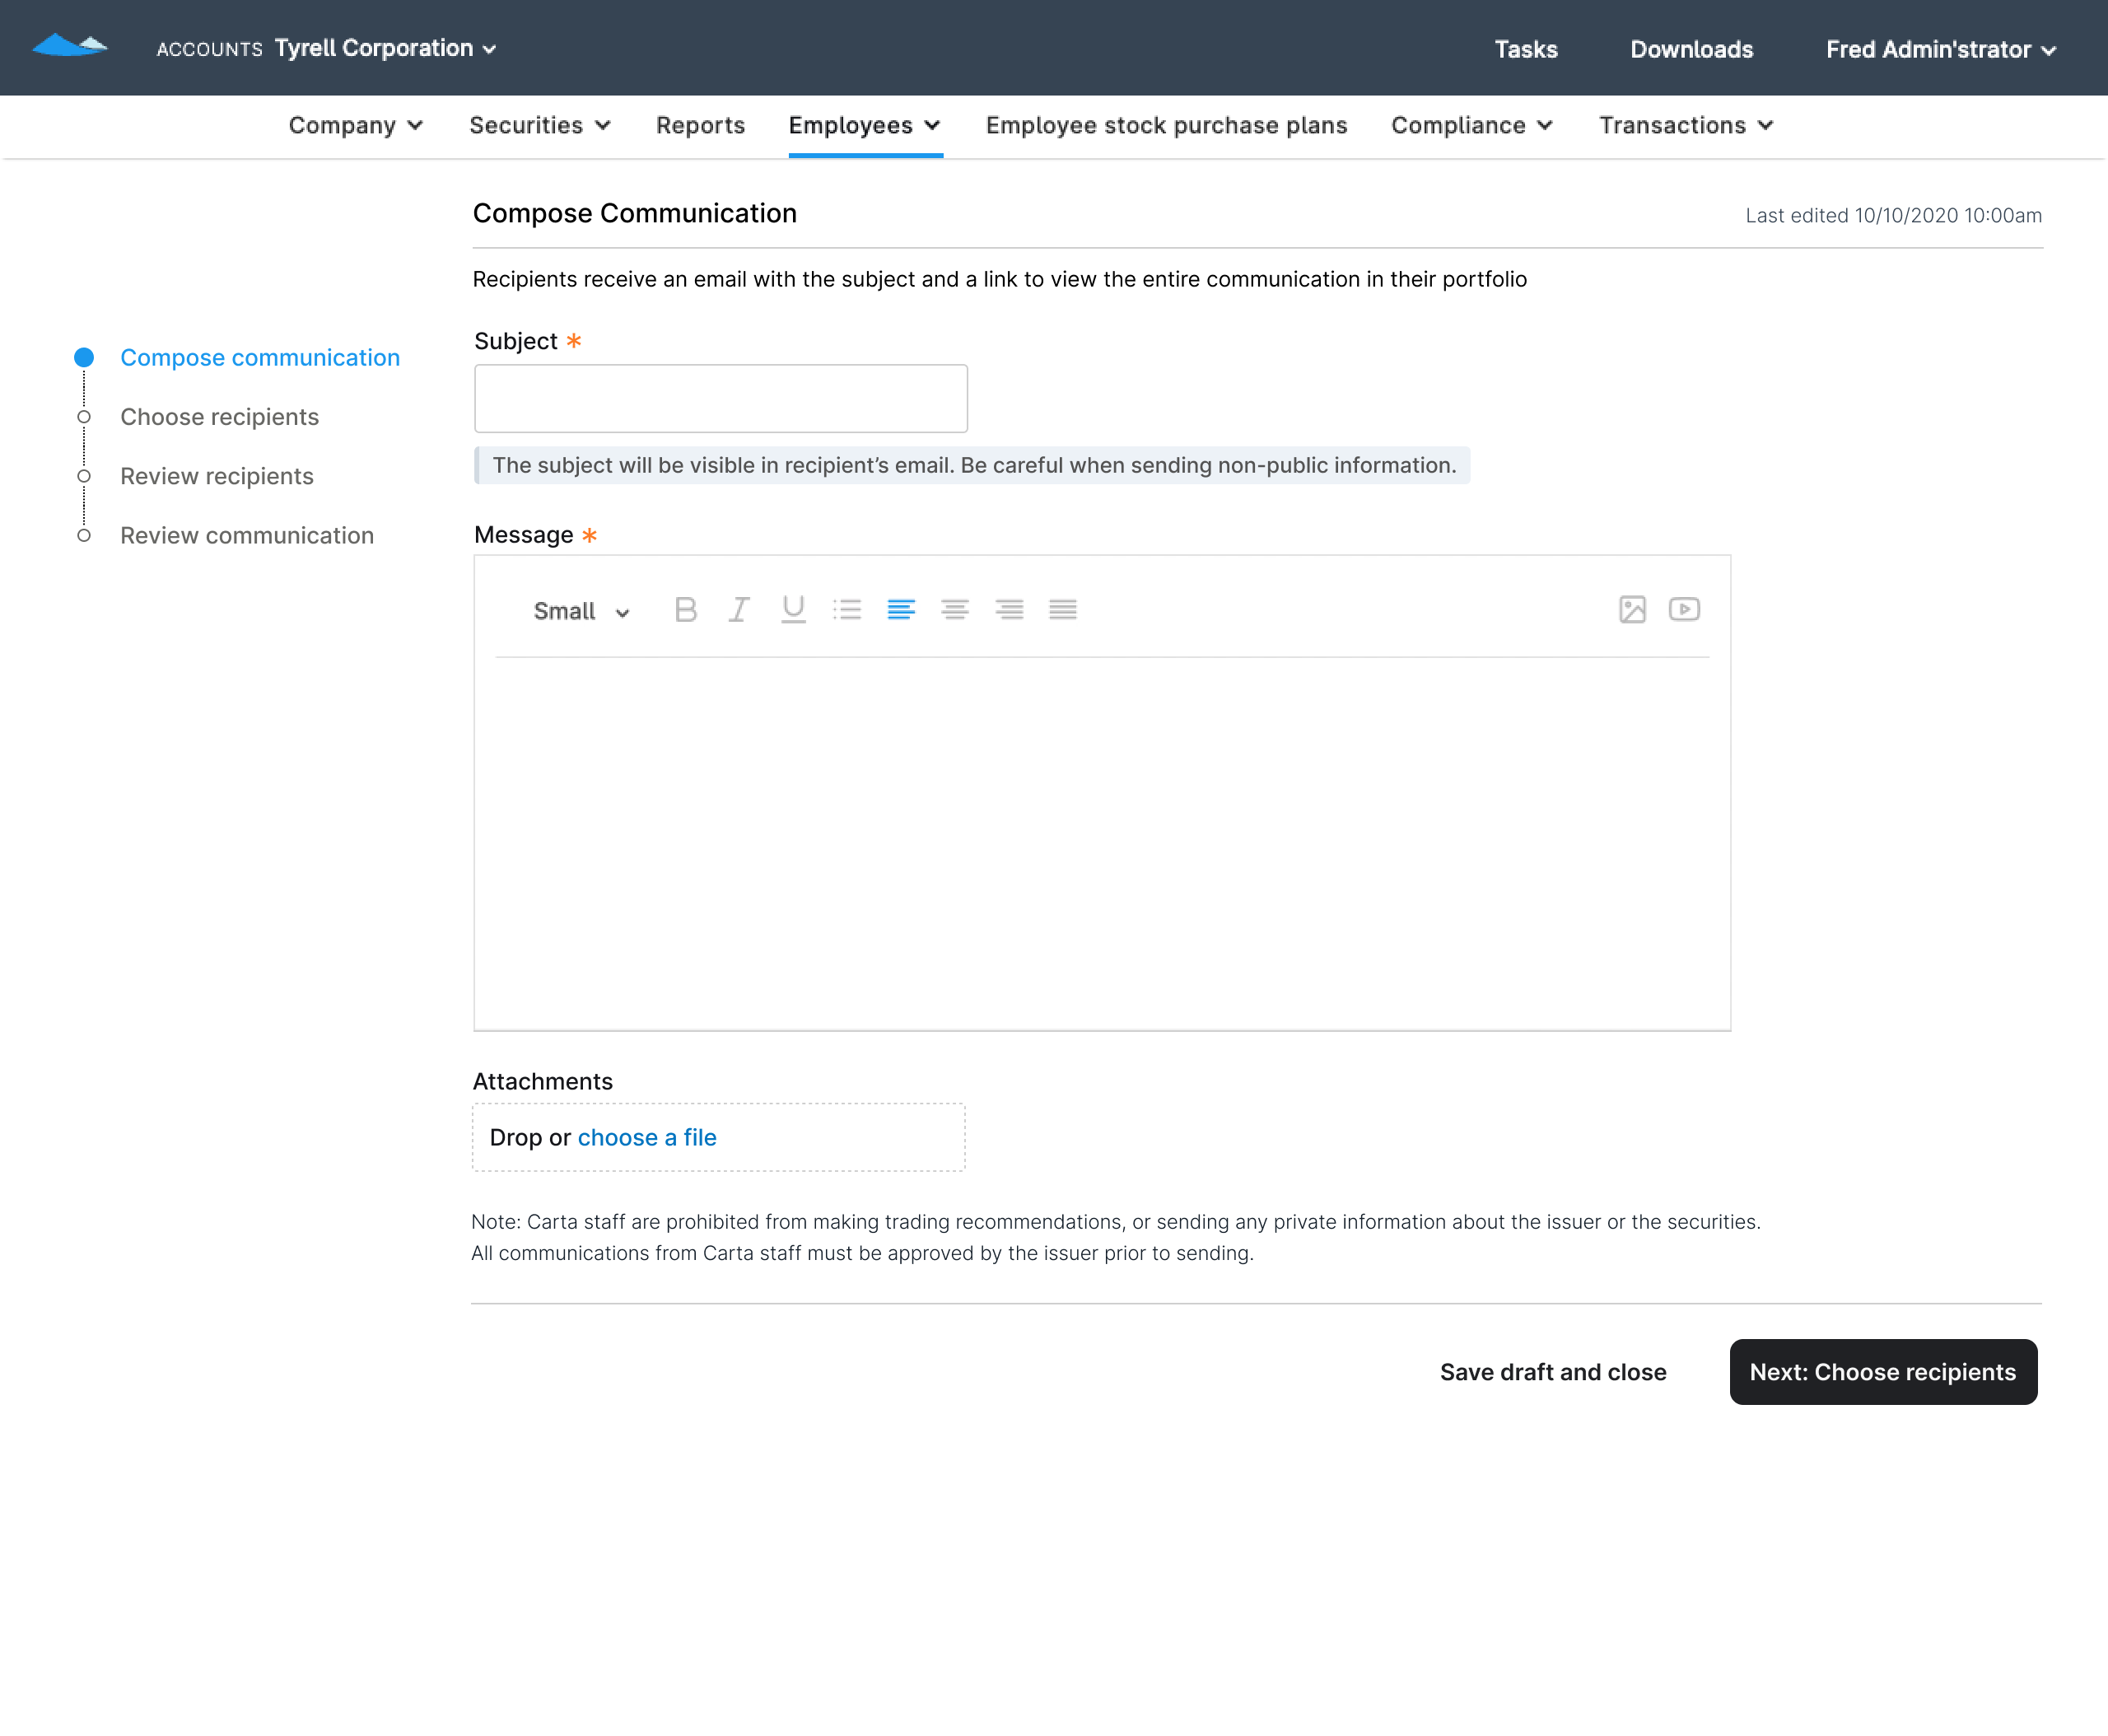 ACCOUNTS Tyrell Corporation
Tasks
Downloads
Fred Admin'strator
Company
Securities
Reports
Employees
Employee stock purchase plans
Compliance
Transactions
Compose Communication
Last edited 10/10/2020 10:00am
Recipients receive an email with the subject and a link to view the entire communication in their portfolio
Compose communication
Choose recipients
Review recipients
Review communication
Subject *
The subject will be visible in recipient’s email. Be careful when sending non-public information.
Message *
Small
B I U
Attachments
Drop or choose a file
Note: Carta staff are prohibited from making trading recommendations, or sending any private information about the issuer or the securities.
All communications from Carta staff must be approved by the issuer prior to sending.
Save draft and close
Next: Choose recipients